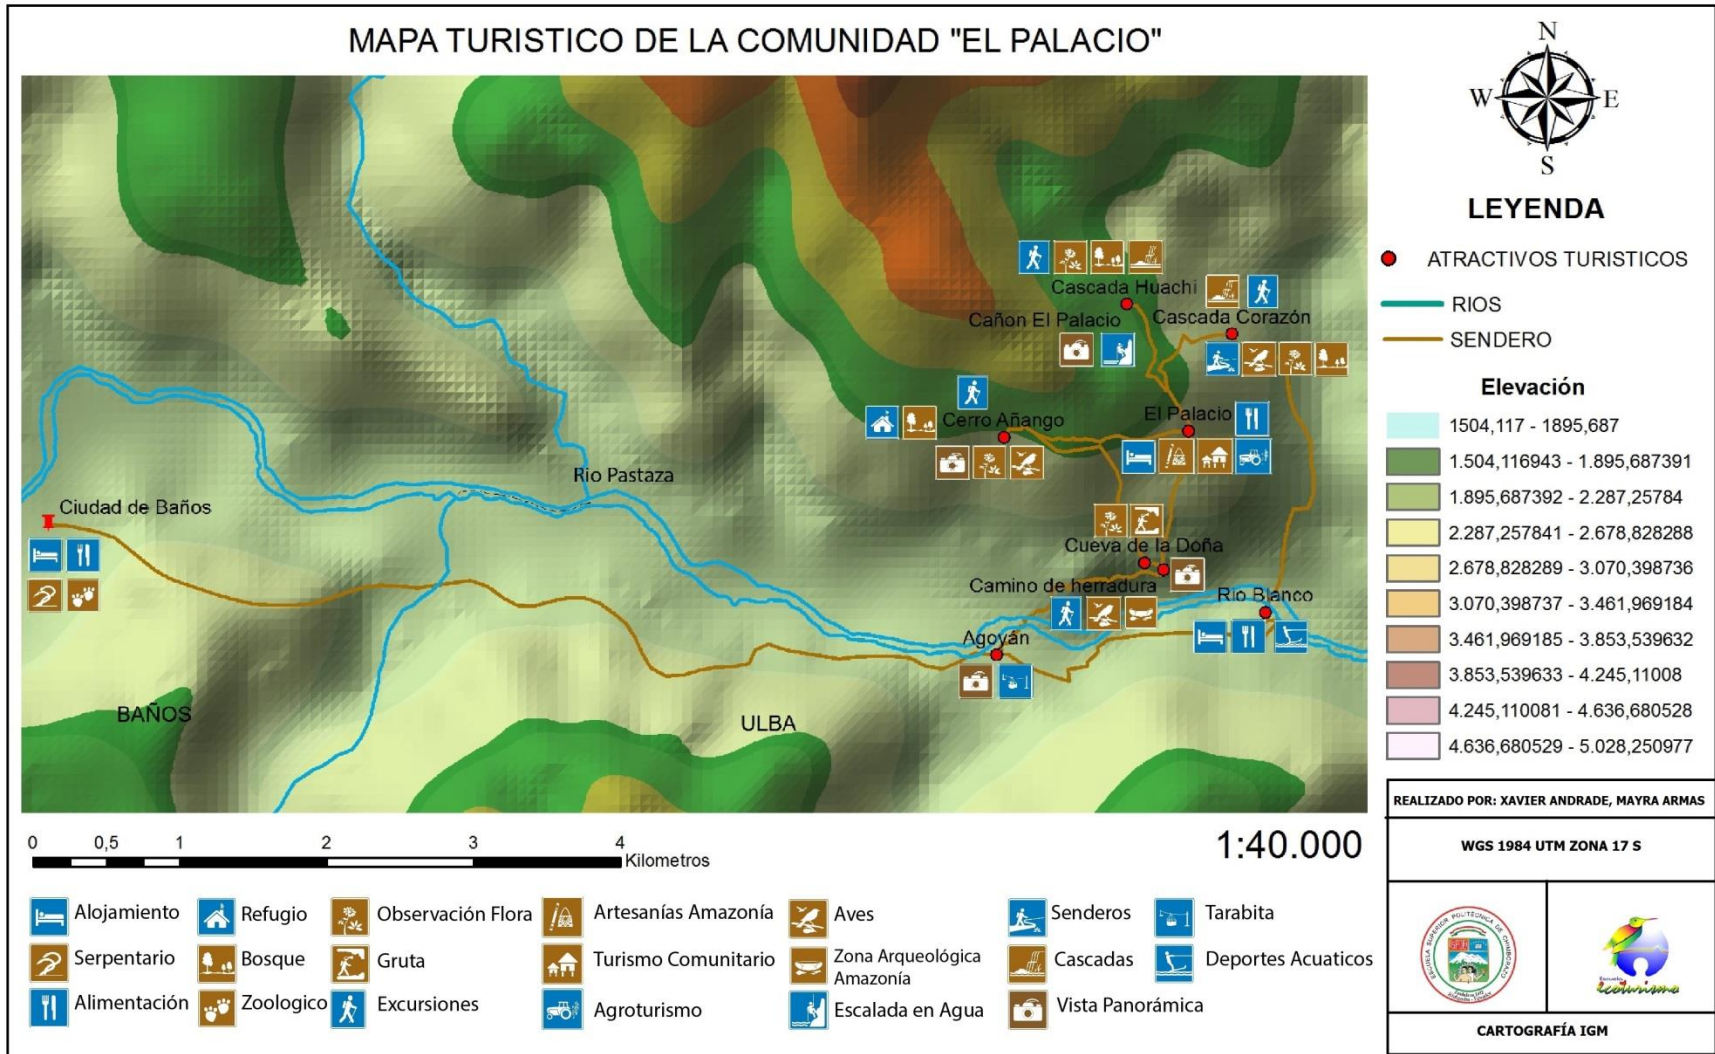 MAPA TURISTICO DE LA COMUNIDAD "EL PALACIO"
N
W E
S
LEYENDA
ATRACTIVOS TURISTICOS
RIOS
SENDERO
Elevación
1504,117 - 1895,687
1.504,116943 - 1.895,687391
1.895,687392 - 2.287,25784
2.287,257841 - 2.678,828288
2.678,828289 - 3.070,398736
3.070,398737 - 3.461,969184
3.461,969185 - 3.853,539632
3.853,539633 - 4.245,11008
4.245,110081 - 4.636,680528
4.636,680529 - 5.028,250977
Cascada Huachi
Cañon El Palacio
Cascada Corazón
Cerro Añango
El Palacio
Rio Pastaza
Ciudad de Baños
Cueva de la Doña
Camino de herradura
Rio Blanco
Agoyán
BAÑOS
ULBA
0 0,5 1 2 3 4
Kilometros
1:40.000
Alojamiento
Refugio
Observación Flora
Artesanías Amazonía
Aves
Senderos
Tarabita
Serpentario
Bosque
Gruta
Turismo Comunitario
Zona Arqueológica
Amazonía
Cascadas
Deportes Acuaticos
Alimentación
Zoologico
Excursiones
Agroturismo
Escalada en Agua
Vista Panorámica
REALIZADO POR: XAVIER ANDRADE, MAYRA ARMAS
WGS 1984 UTM ZONA 17 S
ESCUELA SUPERIOR POLITÉCNICA DE CHIMBORAZO
Escuela
ecoturismo
CARTOGRAFÍA IGM